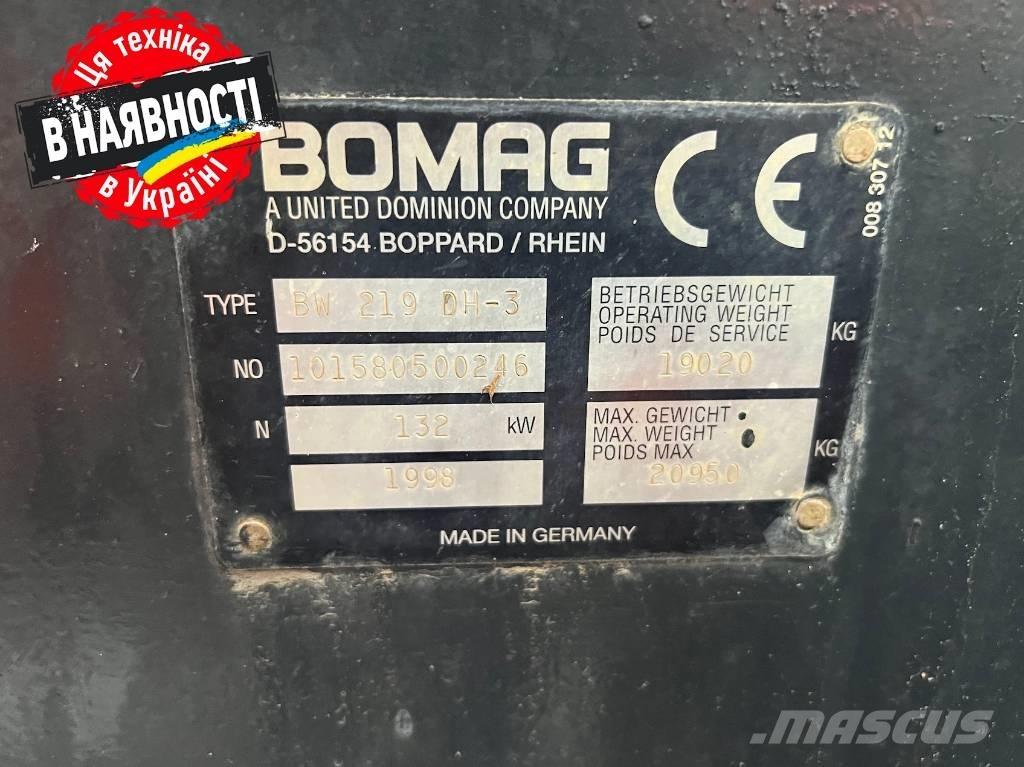 Ця техніка
В НАЯВНОСТІ
в Україні
BOMAG
A UNITED DOMINION COMPANY
D-56154 BOPPARD / RHEIN
CE
008 307 12
TYPE BW 219 DH-3
NO 101580500246
N 132 kW
1998
BETRIEBSGEWICHT
OPERATING WEIGHT
POIDS DE SERVICE
19020 KG
MAX. GEWICHT
MAX. WEIGHT
POIDS MAX
20950 KG
MADE IN GERMANY
MASCUS